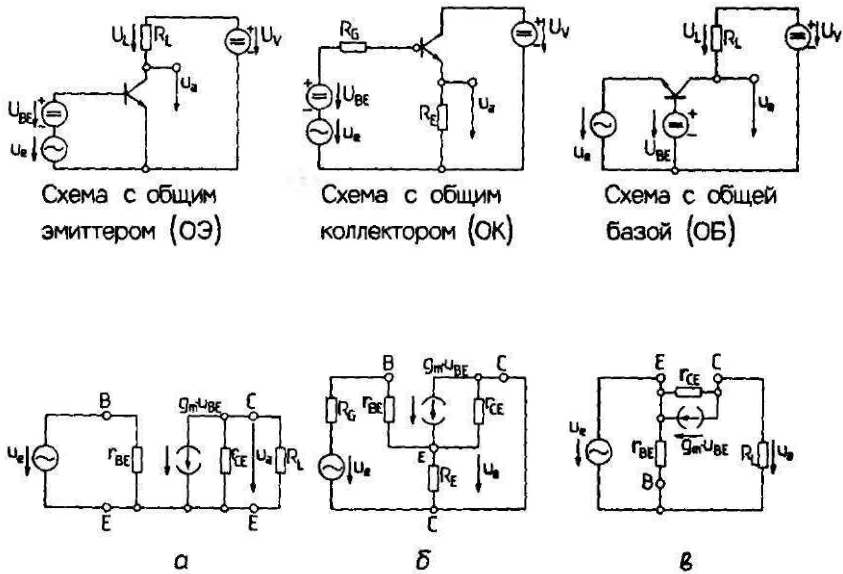 U_L R_L U_V
U_BE u_a
u_e
R_G U_V
U_BE u_a
R_E
u_e
U_L R_L U_V
u_e U_BE u_a
Схема с общим
эмиттером (ОЭ)
Схема с общим
коллектором (ОК)
Схема с общей
базой (ОБ)
B g_m·u_BE C
u_e r_BE r_CE u_a R_L
E E
B g_m·u_BE C
R_G r_BE r_CE
E
u_e R_E u_a
C
E C
r_CE
u_e g_m·u_BE
r_BE R_L u_a
B
а
б
в